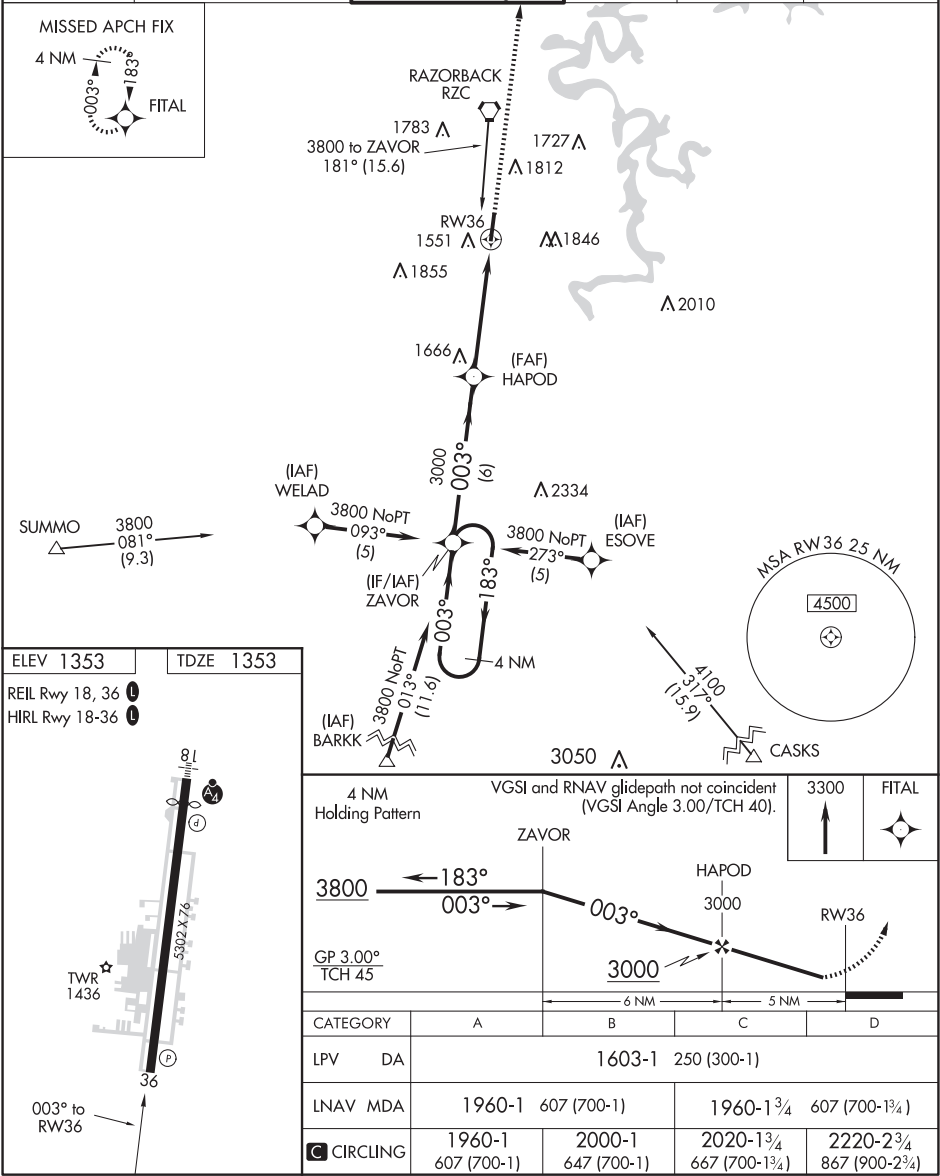 MISSED APCH FIX
4 NM
003°
183°
FITAL
RAZORBACK
RZC
1783
3800 to ZAVOR
181° (15.6)
1727
1812
RW36
1551
1846
1855
2010
1666
(FAF)
HAPOD
3000
003°
(6)
2334
(IAF)
WELAD
3800 NoPT
093°
(5)
SUMMO
3800
081°
(9.3)
(IAF)
ESOVE
3800 NoPT
273°
(5)
(IF/IAF)
ZAVOR
003°
183°
4 NM
3800 NoPT
013°
(11.6)
(IAF)
BARKK
MSA RW36 25 NM
4500
4100
317°
(15.9)
CASKS
3050
ELEV 1353
TDZE 1353
REIL Rwy 18, 36 L
HIRL Rwy 18-36 L
18
A4
P
5302 X 76
TWR
1436
P
36
003° to
RW36
4 NM
Holding Pattern
VGSI and RNAV glidepath not coincident
(VGSI Angle 3.00/TCH 40).
3300
FITAL
ZAVOR
HAPOD
3000
RW36
3800
183°
003°
003°
3000
GP 3.00°
TCH 45
6 NM
5 NM
CATEGORY A B C D
LPV DA 1603-1 250 (300-1)
LNAV MDA 1960-1 607 (700-1) 1960-1¾ 607 (700-1¾)
C CIRCLING 1960-1 2000-1 2020-1¾ 2220-2¾
607 (700-1) 647 (700-1) 667 (700-1¾) 867 (900-2¾)